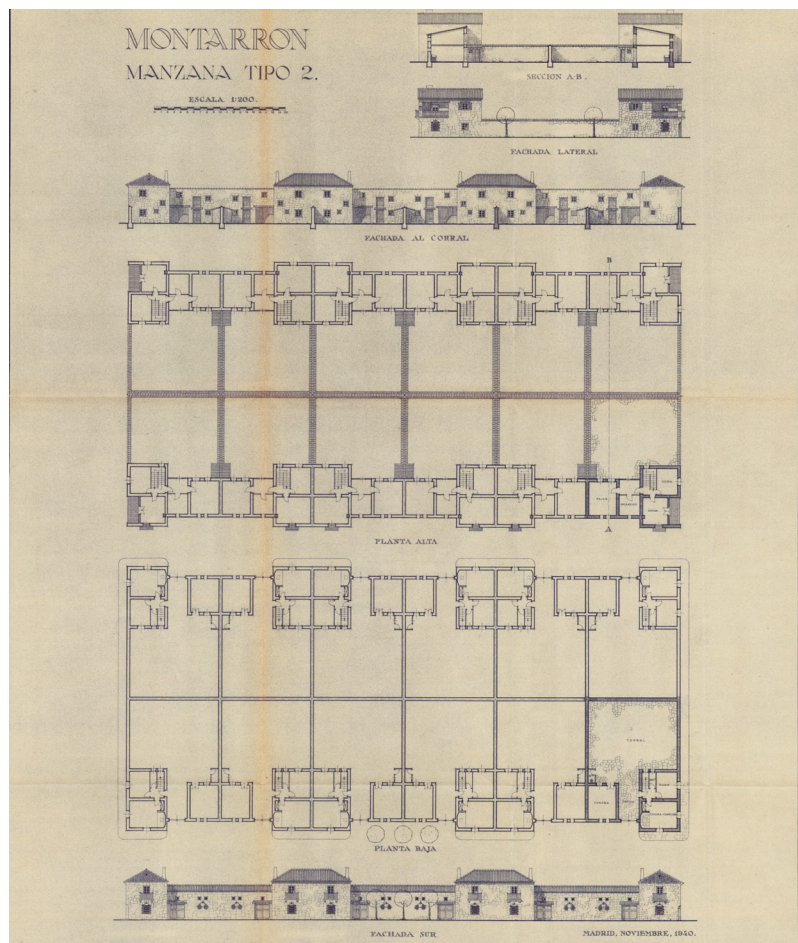 MONTARRON
MANZANA TIPO 2.
ESCALA 1:200.
SECCION A-B.
FACHADA LATERAL
FACHADA AL CORRAL
B
A
PLANTA ALTA
CORRAL
PLANTA BAJA
FACHADA SUR
MADRID, NOVIEMBRE, 1940.